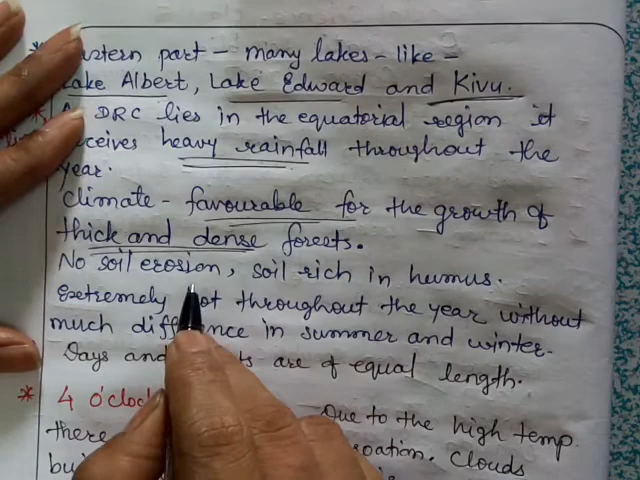 part - many lakes - like -
Lake Albert, Lake Edward and Kivu.
DRC lies in the equatorial region it
receives heavy rainfall throughout the
year.
Climate - favourable for the growth of
thick and dense forests.
No soil erosion, soil rich in humus.
Extremely hot throughout the year without
much difference in summer and winter.
Days and are of equal length.
* 4 o'clock Due to the high temp
there Clouds